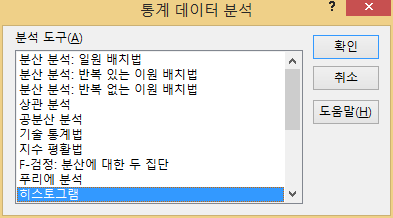 통계 데이터 분석
?
분석 도구(A)
분산 분석: 일원 배치법
분산 분석: 반복 있는 이원 배치법
분산 분석: 반복 없는 이원 배치법
상관 분석
공분산 분석
기술 통계법
지수 평활법
F-검정: 분산에 대한 두 집단
푸리에 분석
히스토그램
확인
취소
도움말(H)